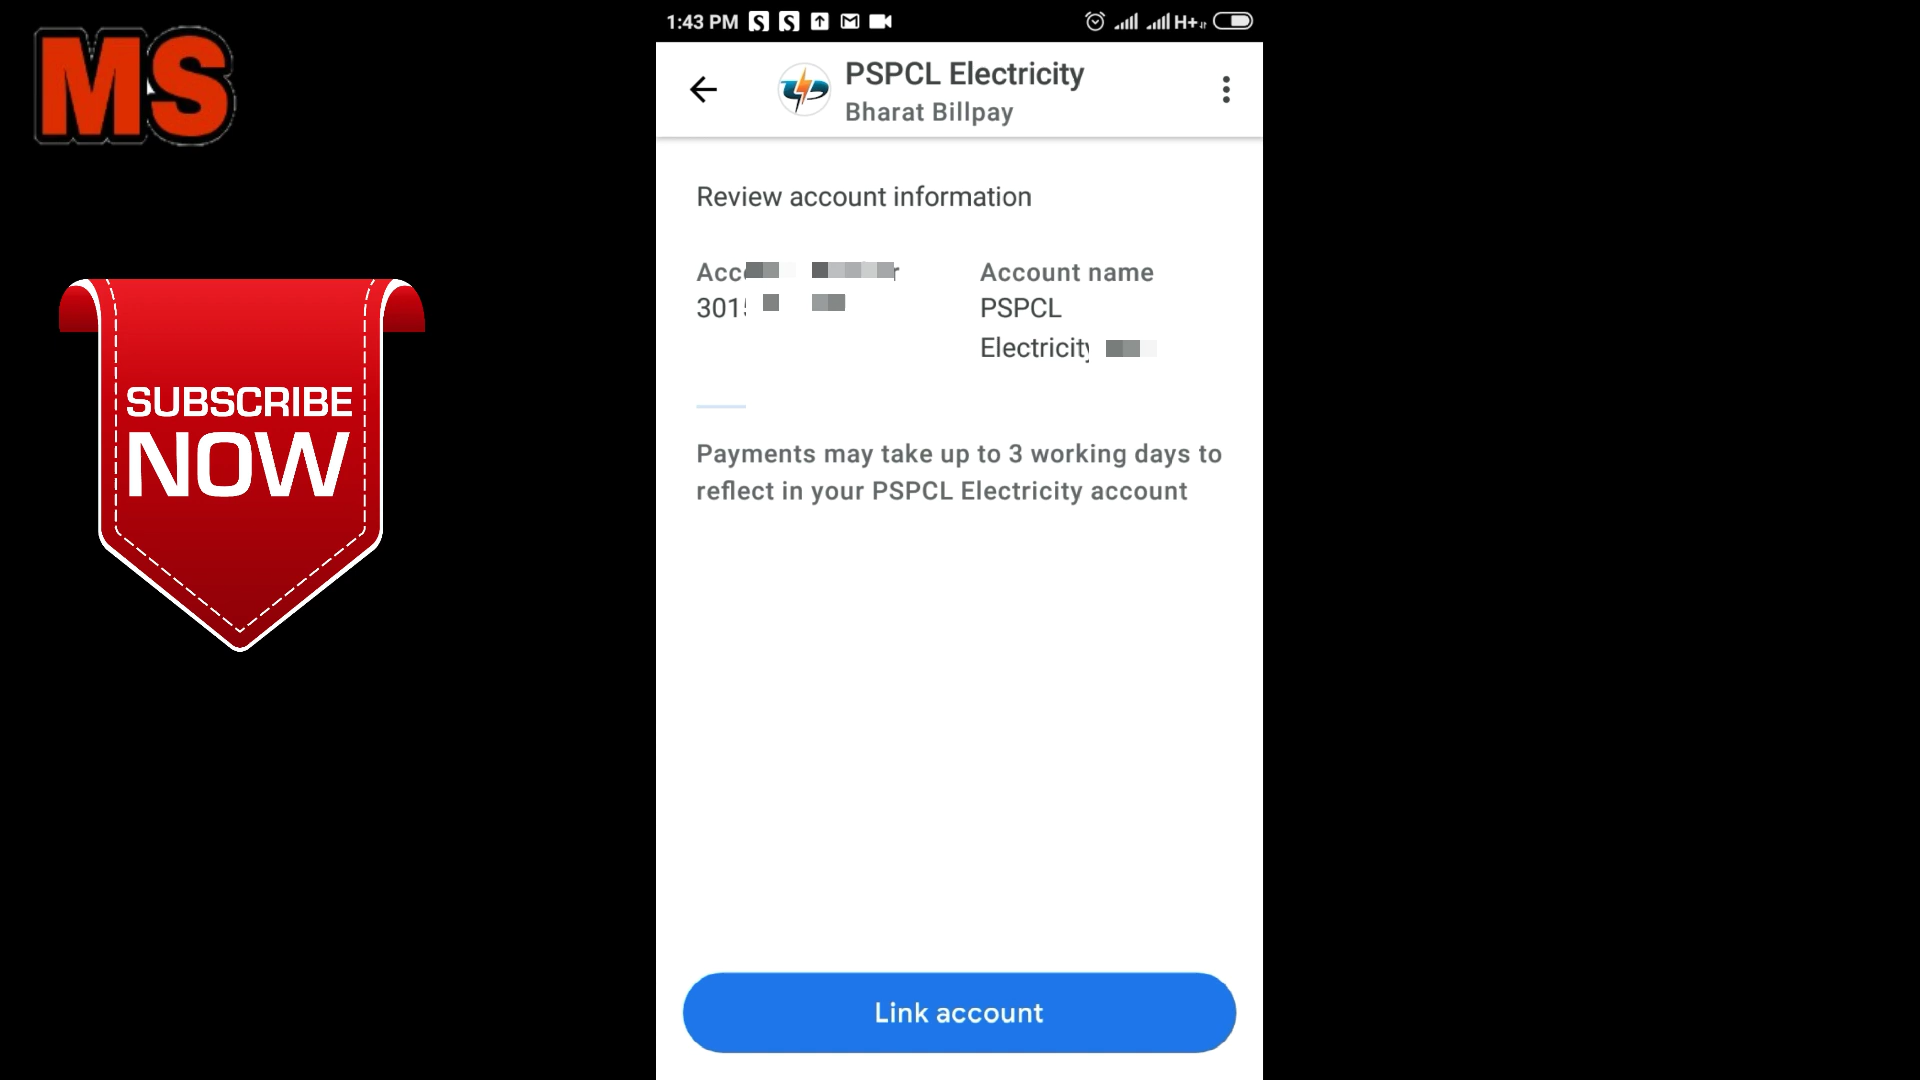 MS
SUBSCRIBE
NOW
1:43 PM
H+
PSPCL Electricity
Bharat Billpay
Review account information
Account name
PSPCL
Electricity
Payments may take up to 3 working days to
reflect in your PSPCL Electricity account
Link account